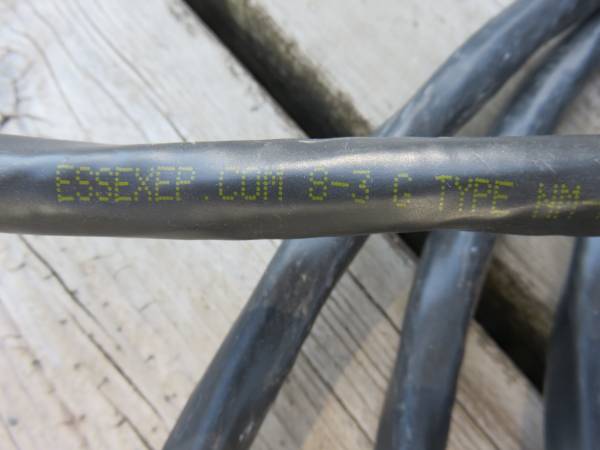 ESSEXEP.COM 8-3 G TYPE NM-